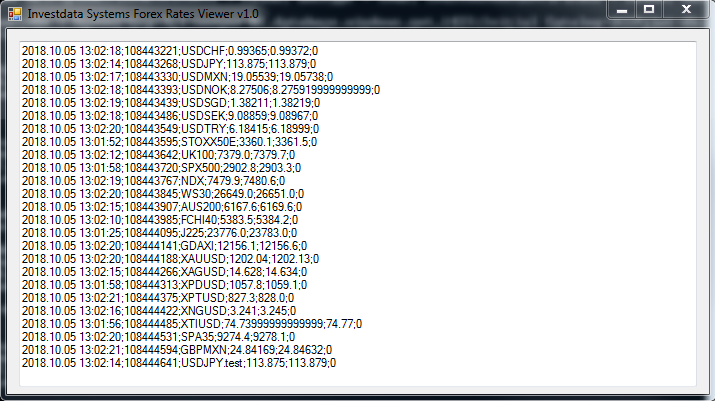 Investdata Systems Forex Rates Viewer v1.0
2018.10.05 13:02:18;108443221;USDCHF;0.99365;0.99372;0
2018.10.05 13:02:14;108443268;USDJPY;113.875;113.879;0
2018.10.05 13:02:17;108443330;USDMXN;19.05539;19.05738;0
2018.10.05 13:02:18;108443393;USDNOK;8.27506;8.275919999999999;0
2018.10.05 13:02:19;108443439;USDSGD;1.38211;1.38219;0
2018.10.05 13:02:18;108443486;USDSEK;9.08859;9.08967;0
2018.10.05 13:02:20;108443549;USDTRY;6.18415;6.18999;0
2018.10.05 13:01:52;108443595;STOXX50E;3360.1;3361.5;0
2018.10.05 13:02:12;108443642;UK100;7379.0;7379.7;0
2018.10.05 13:01:58;108443720;SPX500;2902.8;2903.3;0
2018.10.05 13:02:19;108443767;NDX;7479.9;7480.6;0
2018.10.05 13:02:20;108443845;WS30;26649.0;26651.0;0
2018.10.05 13:02:15;108443907;AUS200;6167.6;6169.6;0
2018.10.05 13:02:10;108443985;FCHI40;5383.5;5384.2;0
2018.10.05 13:01:25;108444095;J225;23776.0;23783.0;0
2018.10.05 13:02:20;108444141;GDAXI;12156.1;12156.6;0
2018.10.05 13:02:20;108444188;XAUUSD;1202.04;1202.13;0
2018.10.05 13:02:15;108444266;XAGUSD;14.628;14.634;0
2018.10.05 13:01:58;108444313;XPDUSD;1057.8;1059.1;0
2018.10.05 13:02:21;108444375;XPTUSD;827.3;828.0;0
2018.10.05 13:02:16;108444422;XNGUSD;3.241;3.245;0
2018.10.05 13:01:56;108444485;XTIUSD;74.73999999999999;74.77;0
2018.10.05 13:02:20;108444531;SPA35;9274.4;9278.1;0
2018.10.05 13:02:21;108444594;GBPMXN;24.84169;24.84632;0
2018.10.05 13:02:14;108444641;USDJPY.test;113.875;113.879;0